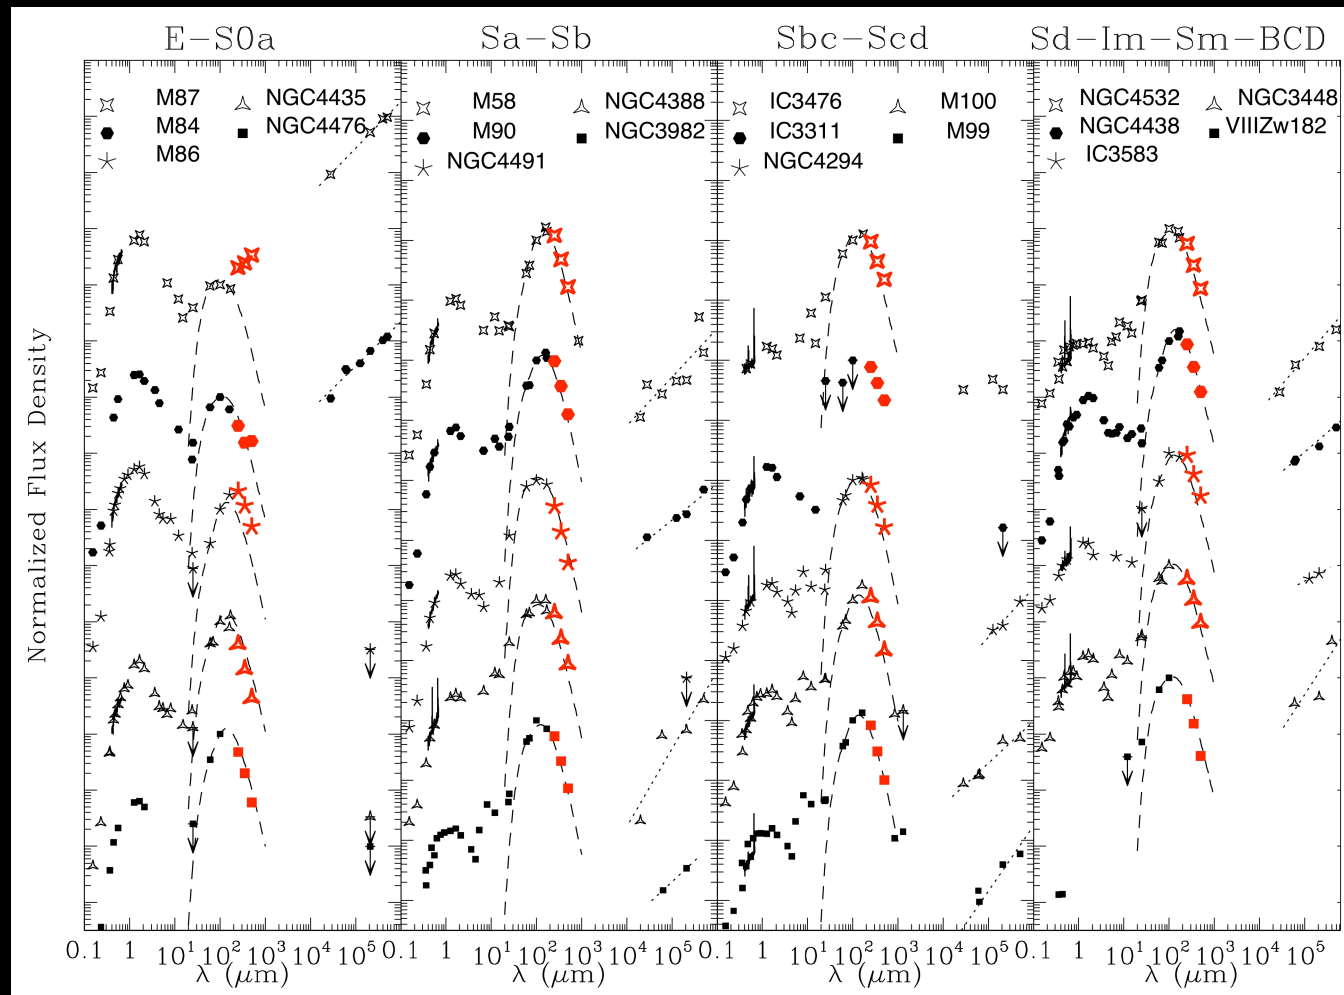 E-S0a Sa-Sb Sbc-Scd Sd-Im-Sm-BCD
M87 NGC4435
M84 NGC4476
M86
M58 NGC4388
M90 NGC3982
NGC4491
IC3476 M100
IC3311 M99
NGC4294
NGC4532 NGC3448
NGC4438 VIIIZw182
IC3583
Normalized Flux Density
0.1 1 10¹ 10² 10³ 10⁴ 10⁵ 0.1 1 10¹ 10² 10³ 10⁴ 10⁵ 0.1 1 10¹ 10² 10³ 10⁴ 10⁵ 0.1 1 10¹ 10² 10³ 10⁴ 10⁵
λ (μm) λ (μm) λ (μm) λ (μm)